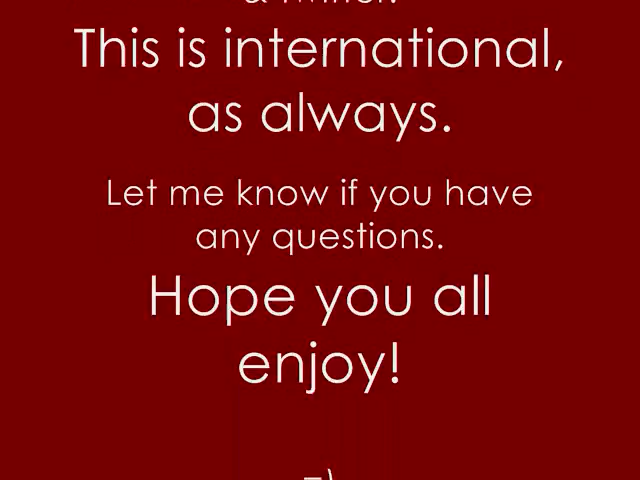 This is international,
as always.
Let me know if you have
any questions.
Hope you all
enjoy!
=)